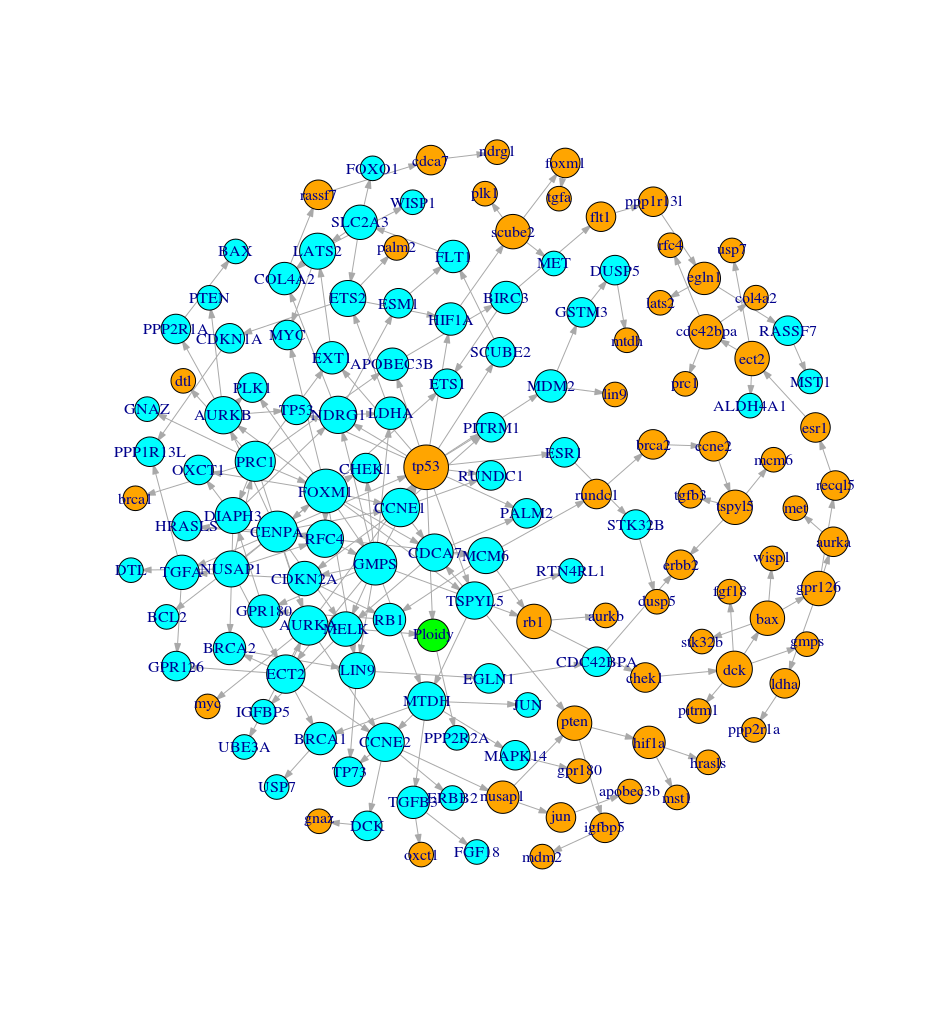 ndrg1
cdca7
foxm1
FOXO1
rassf7
plk1
tgfa
WISP1
ppp1r13l
flt1
SLC2A3
scube2
rfc4
usp7
palm2
BAX
LATS2
FLT1
MET
DUSP5
egln1
COL4A2
PTEN
ETS2
ESM1
BIRC3
lats2
col4a2
GSTM3
HIF1A
PPP2R1A
CDKN1A
MYC
cdc42bpa
RASSF7
mtdh
SCUBE2
EXT1
APOBEC3B
ect2
dtl
PLK1
ETS1
MDM2
lin9
prc1
MST1
GNAZ
AURKB
TP53
NDRG1
LDHA
ALDH4A1
PITRM1
esr1
PPP1R13L
OXCT1
PRC1
CHEK1
tp53
RUNDC1
ESR1
brca2
ccne2
mcm6
brca1
FOXM1
rundc1
tgfb3
recql5
tspyl5
met
HRASLS
DIAPH3
CENPA
CCNE1
PALM2
STK32B
RFC4
aurka
DTL
TGFA
NUSAP1
CDKN2A
GMPS
CDCA7
MCM6
RTN4RL1
erbb2
wisp1
fgf18
gpr126
BCL2
GPR180
TSPYL5
dusp5
AURKA
MELK
RB1
Ploidy
rb1
aurkb
bax
BRCA2
stk32b
gmps
GPR126
ECT2
LIN9
EGLN1
CDC42BPA
chek1
dck
ldha
myc
IGFBP5
MTDH
JUN
pitrm1
pten
ppp2r1a
UBE3A
BRCA1
CCNE2
PPP2R2A
MAPK14
hif1a
hrasls
USP7
TP73
gpr180
TGFB3
ERBB2
nusap1
apobec3b
mst1
gnaz
DCK
jun
igfbp5
oxct1
FGF18
mdm2